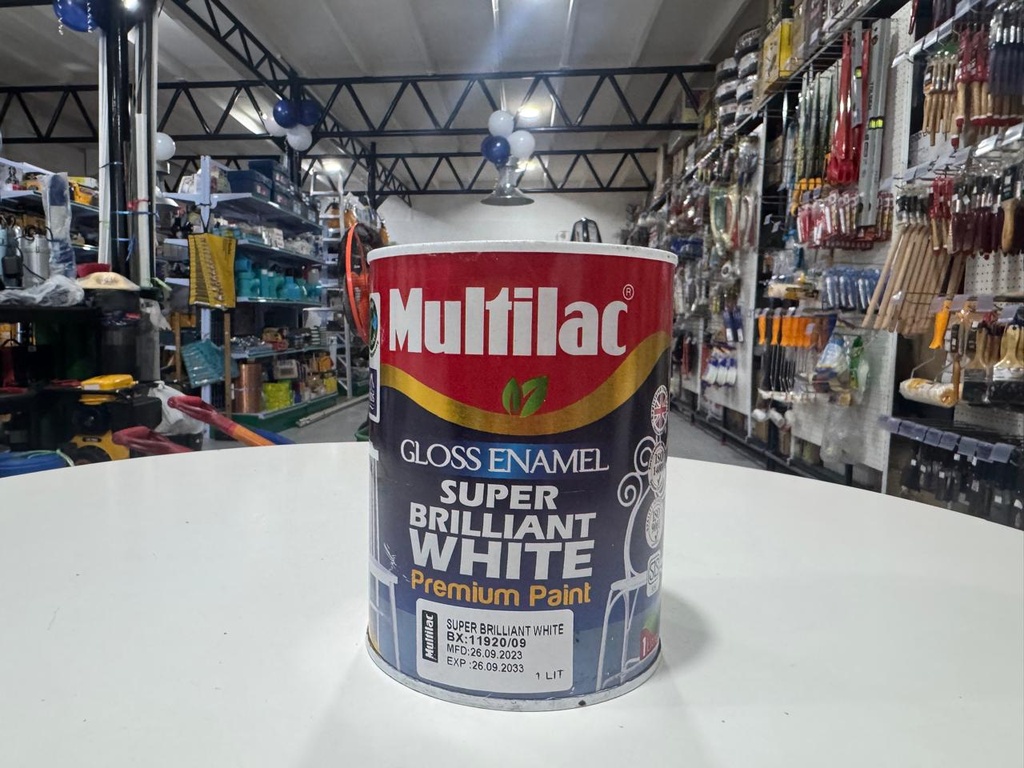 Multilac®
GLOSS ENAMEL
SUPER
BRILLIANT
WHITE
Premium Paint
Multilac
SUPER BRILLIANT WHITE
BX:11920/09
MFD:26.09.2023
EXP :26.09.2033
1 LIT